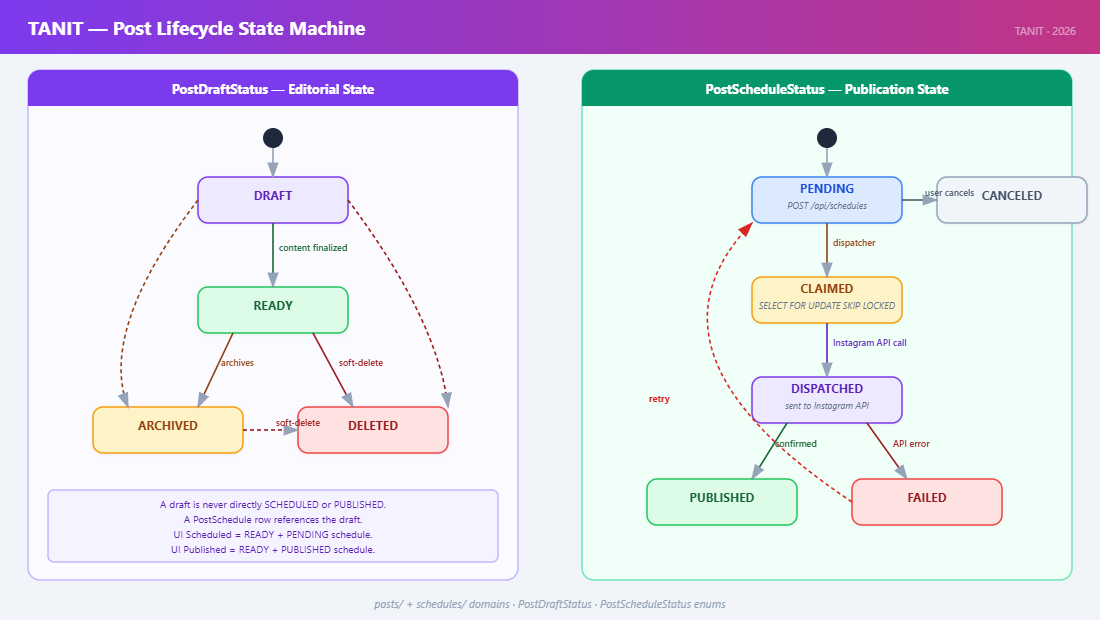 TANIT — Post Lifecycle State Machine
TANIT · 2026
PostDraftStatus — Editorial State
DRAFT
content finalized
READY
archives
soft-delete
ARCHIVED
soft-delete
DELETED
A draft is never directly SCHEDULED or PUBLISHED.
A PostSchedule row references the draft.
UI Scheduled = READY + PENDING schedule.
UI Published = READY + PUBLISHED schedule.
PostScheduleStatus — Publication State
PENDING
POST /api/schedules
user cancels
CANCELED
dispatcher
CLAIMED
SELECT FOR UPDATE SKIP LOCKED
Instagram API call
DISPATCHED
sent to Instagram API
retry
confirmed
API error
PUBLISHED
FAILED
posts/ + schedules/ domains · PostDraftStatus · PostScheduleStatus enums